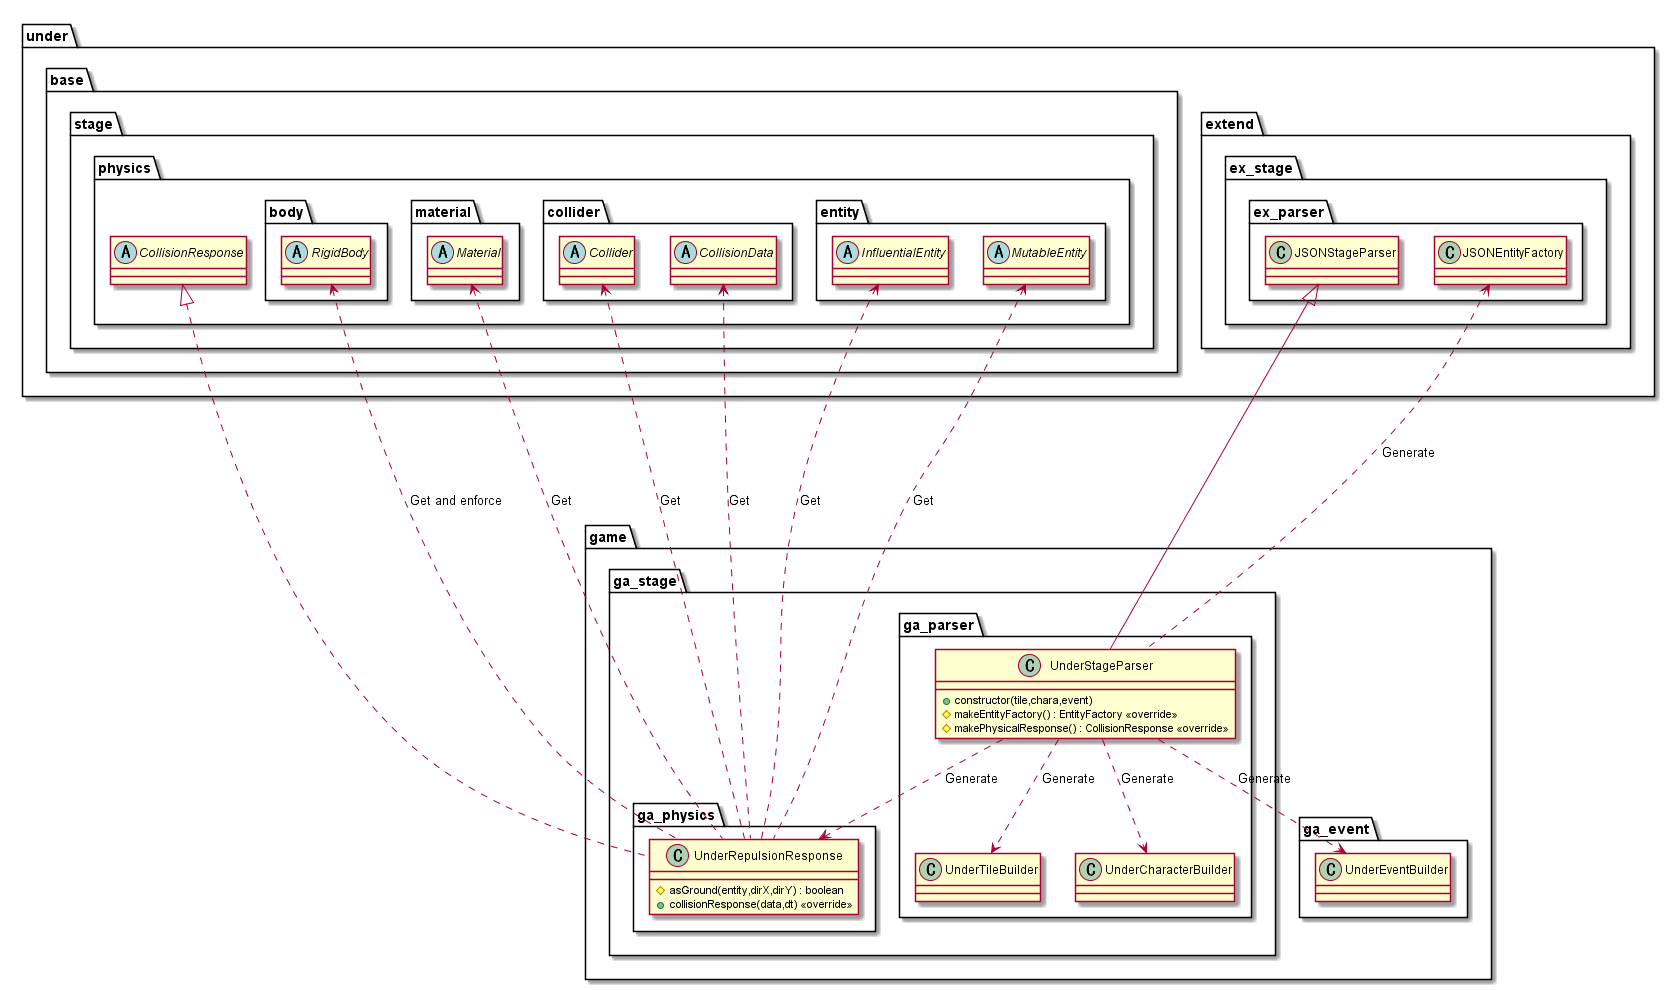 under
base
stage
extend
physics
ex_stage
body
material
collider
entity
ex_parser
A CollisionResponse
A RigidBody
A Material
A Collider
A CollisionData
A InfluentialEntity
A MutableEntity
C JSONStageParser
C JSONEntityFactory
Generate
Get and enforce
Get
Get
Get
Get
Get
game
ga_stage
ga_parser
C UnderStageParser
constructor(tile,chara,event)
makeEntityFactory() : EntityFactory «override»
makePhysicalResponse() : CollisionResponse «override»
Generate
Generate
Generate
Generate
ga_physics
ga_event
C UnderRepulsionResponse
asGround(entity,dirX,dirY) : boolean
collisionResponse(data,dt) «override»
C UnderTileBuilder
C UnderCharacterBuilder
C UnderEventBuilder